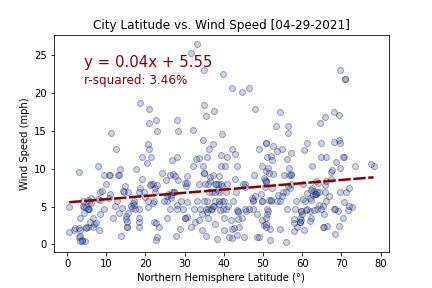 City Latitude vs. Wind Speed [04-29-2021]
y = 0.04x + 5.55
r-squared: 3.46%
Wind Speed (mph)
25
20
15
10
5
0
0 10 20 30 40 50 60 70 80
Northern Hemisphere Latitude (°)